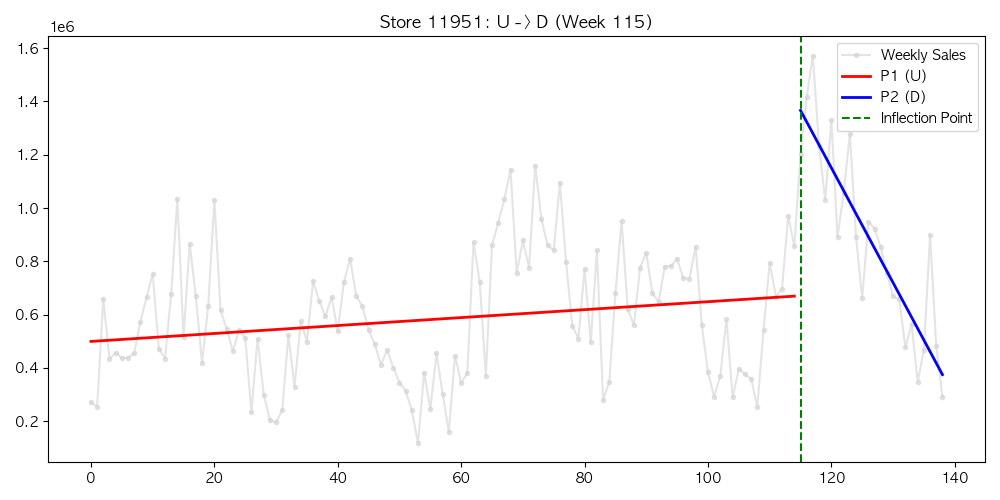 Store 11951: U -> D (Week 115)
1e6
Weekly Sales
P1 (U)
P2 (D)
Inflection Point
1.6
1.4
1.2
1.0
0.8
0.6
0.4
0.2
0 20 40 60 80 100 120 140